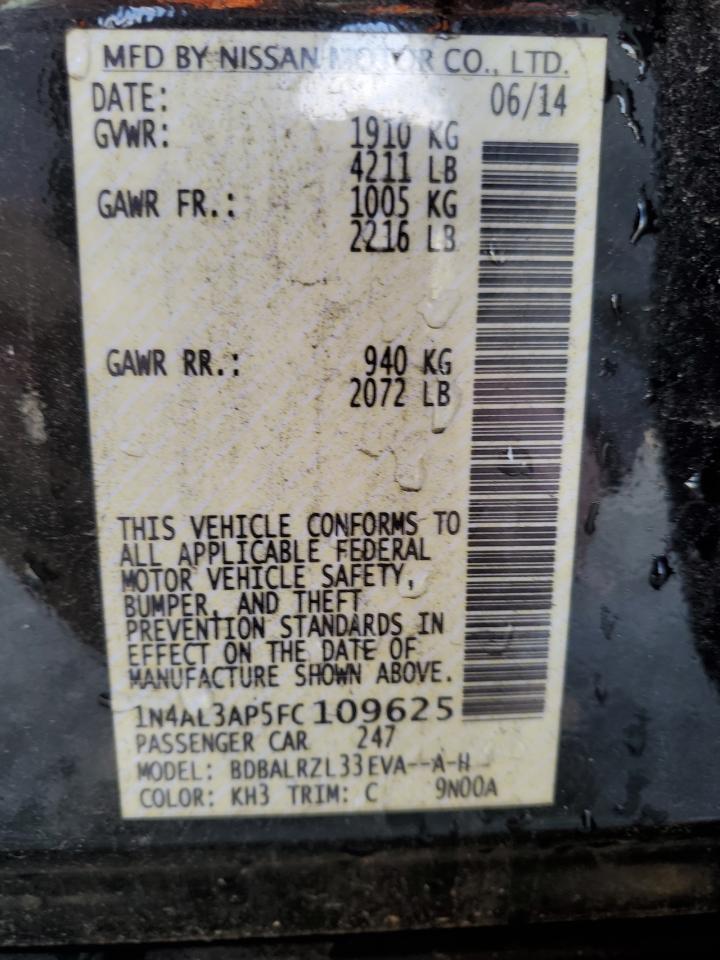 MFD BY NISSAN MOTOR CO., LTD.
DATE: 06/14
GVWR: 1910 KG
4211 LB
GAWR FR.: 1005 KG
2216 LB
GAWR RR.: 940 KG
2072 LB
THIS VEHICLE CONFORMS TO
ALL APPLICABLE FEDERAL
MOTOR VEHICLE SAFETY,
BUMPER, AND THEFT
PREVENTION STANDARDS IN
EFFECT ON THE DATE OF
MANUFACTURE SHOWN ABOVE.
1N4AL3AP5FC109625
PASSENGER CAR 247
MODEL: BDBALRZL33EVA--A-H
COLOR: KH3 TRIM: C 9N00A